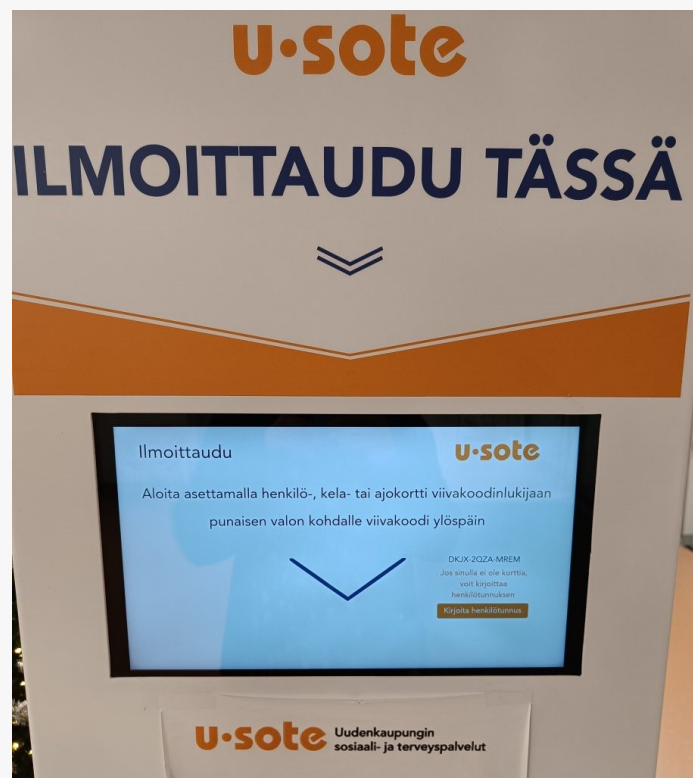 u·sote
ILMOITTAUDU TÄSSÄ
Ilmoittaudu
u·sote
Aloita asettamalla henkilö-, kela- tai ajokortti viivakoodinlukijaan
punaisen valon kohdalle viivakoodi ylöspäin
DKJX-2QZA-MREM
Jos sinulla ei ole korttia,
voit kirjoittaa
henkilötunnuksen
Kirjoita henkilötunnus
u·sote
Uudenkaupungin
sosiaali- ja terveyspalvelut